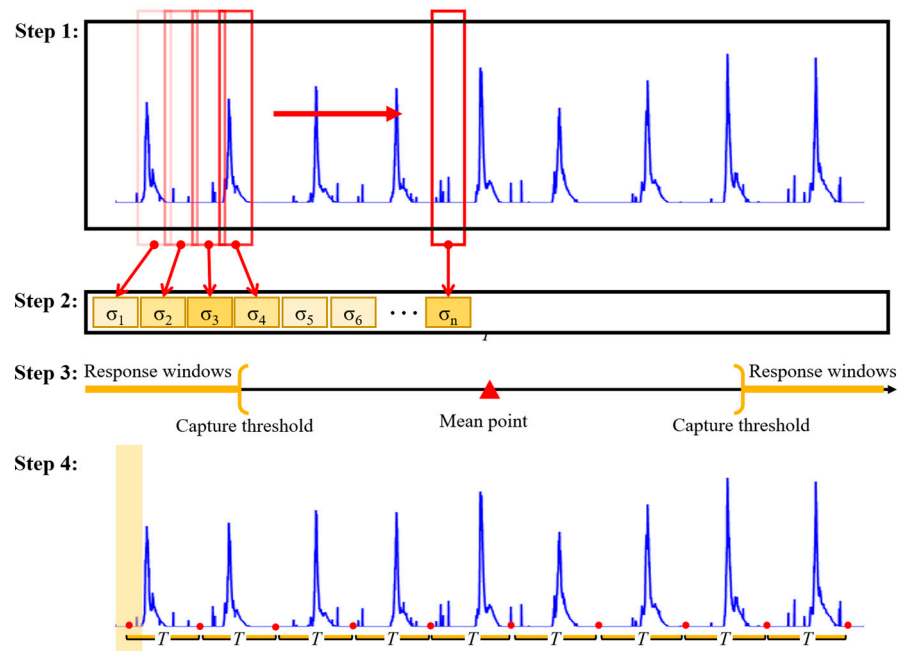 Step 1:
Step 2:
σ1 σ2 σ3 σ4 σ5 σ6 ··· σn
Step 3:
Response windows Response windows
Capture threshold Mean point Capture threshold
Step 4:
T T T T T T T T T